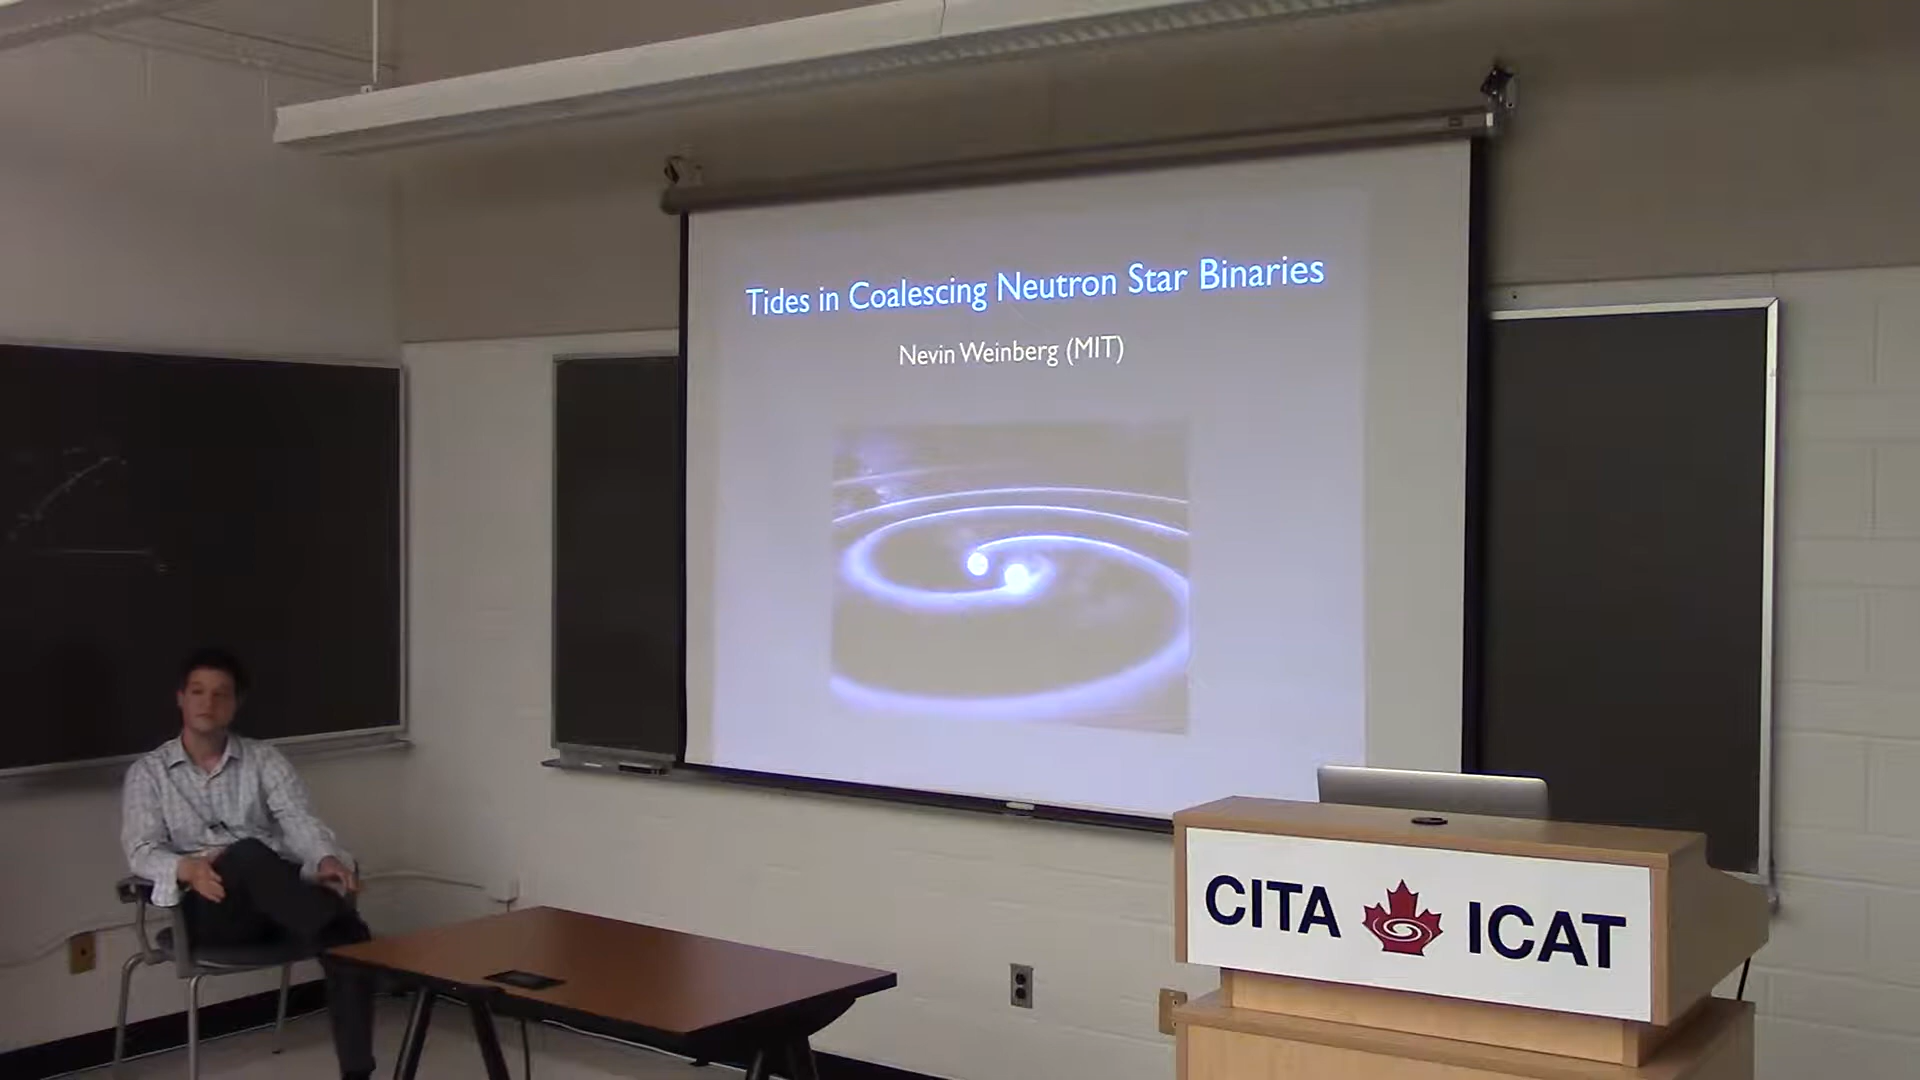 Tides in Coalescing Neutron Star Binaries
Nevin Weinberg (MIT)
CITA ICAT